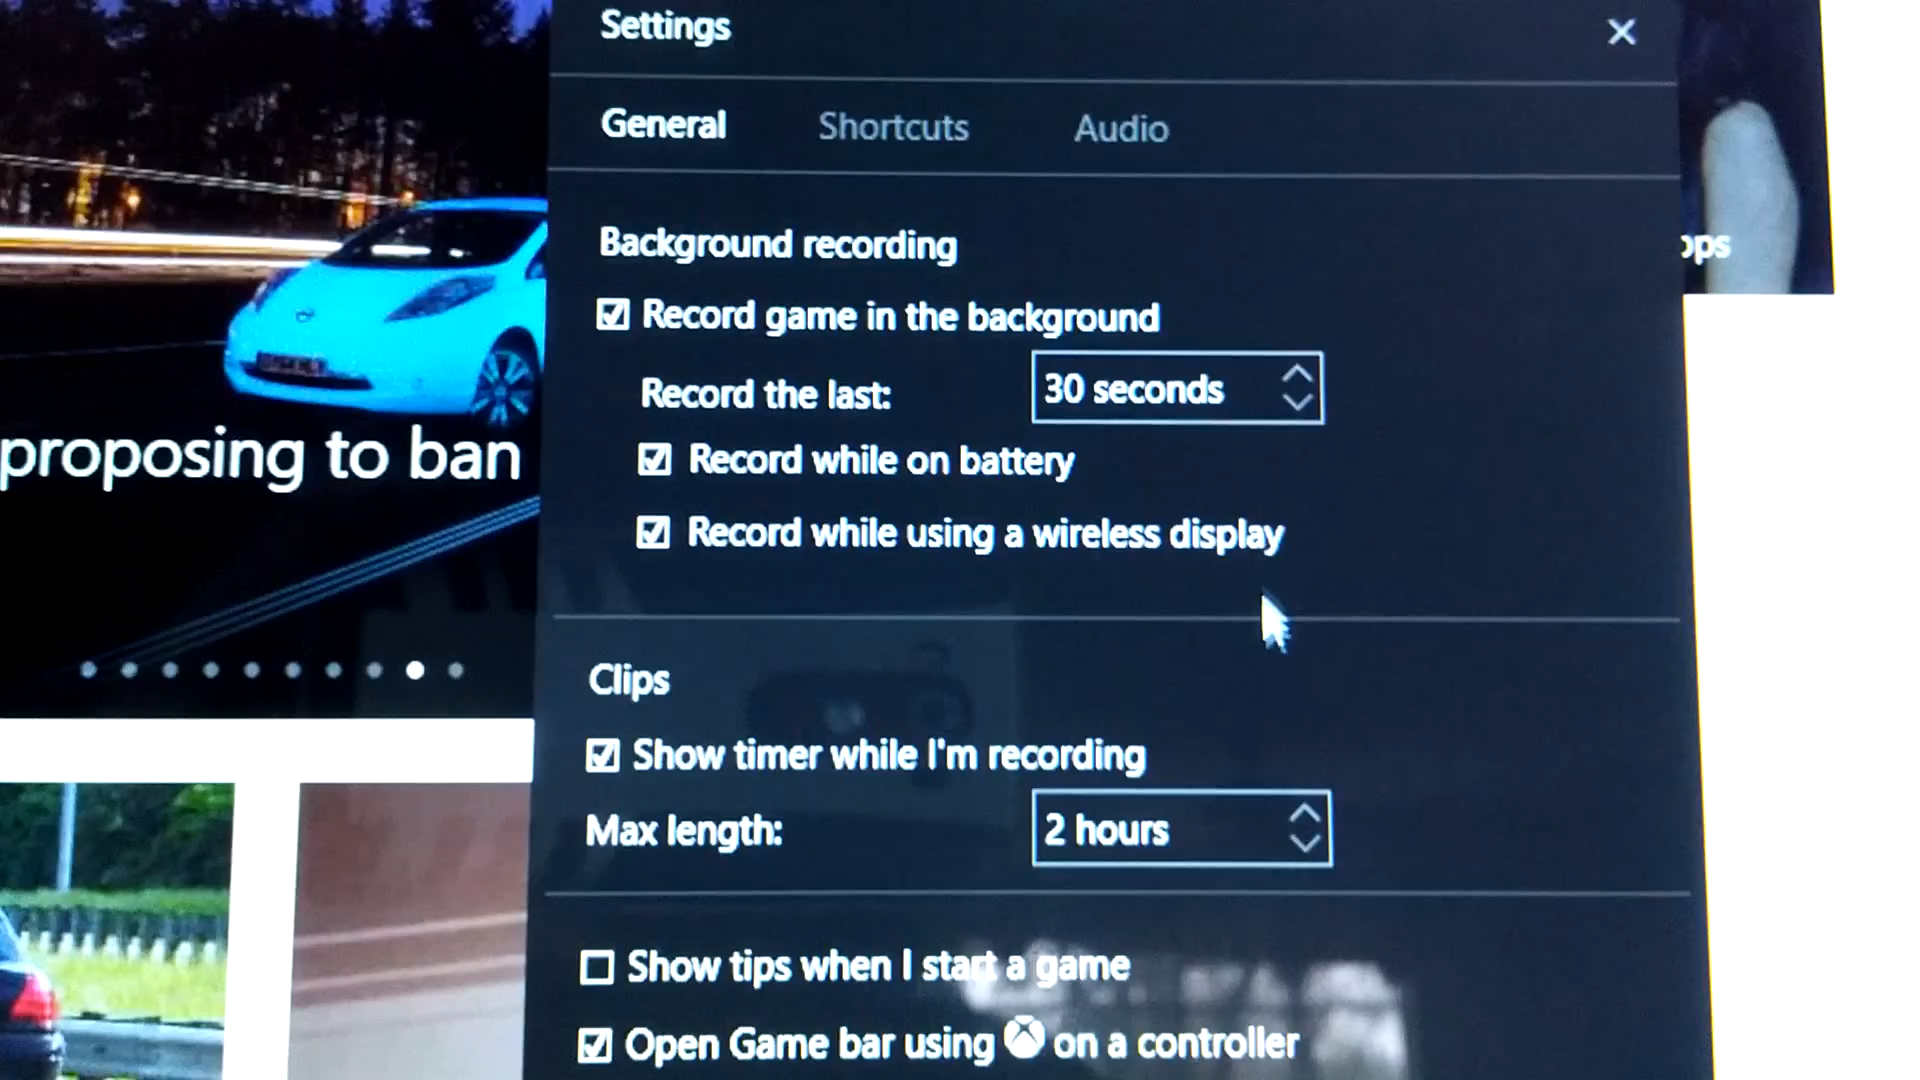 Settings
General Shortcuts Audio
Background recording
ops
Record game in the background
Record the last: 30 seconds
proposing to ban
Record while on battery
Record while using a wireless display
Clips
Show timer while I'm recording
Max length: 2 hours
Show tips when I start a game
Open Game bar using on a controller